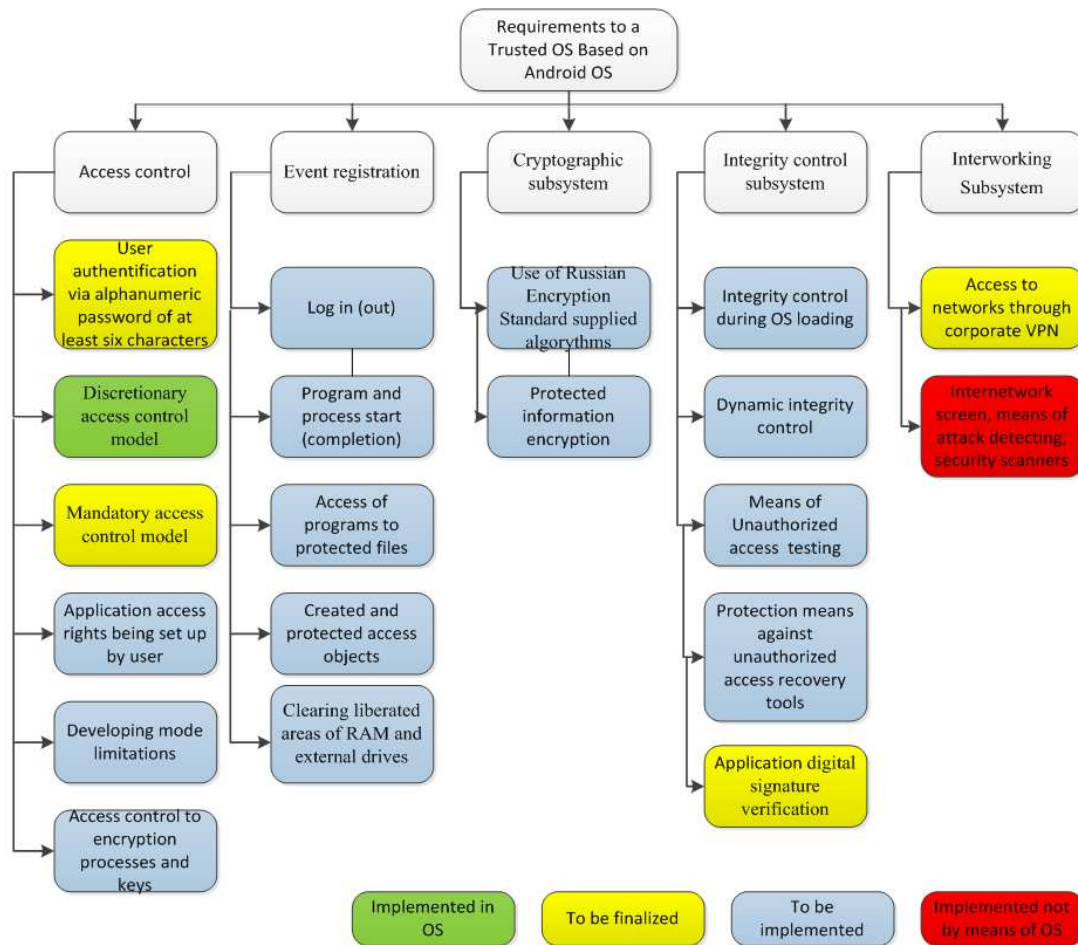 Requirements to a
Trusted OS Based on
Android OS
Access control
Event registration
Cryptographic
subsystem
Integrity control
subsystem
Interworking
Subsystem
User
authentification
via alphanumeric
password of at
least six characters
Discretionary
access control
model
Mandatory access
control model
Application access
rights being set up
by user
Developing mode
limitations
Access control to
encryption
processes and
keys
Log in (out)
Program and
process start
(completion)
Access of
programs to
protected files
Created and
protected access
objects
Clearing liberated
areas of RAM and
external drives
Use of Russian
Encryption
Standard supplied
algorythms
Protected
information
encryption
Integrity control
during OS loading
Dynamic integrity
control
Means of
Unauthorized
access testing
Protection means
against
unauthorized
access recovery
tools
Application digital
signature
verification
Access to
networks through
corporate VPN
Internetwork
screen, means of
attack detecting,
security scanners
Implemented in
OS
To be finalized
To be
implemented
Implemented not
by means of OS